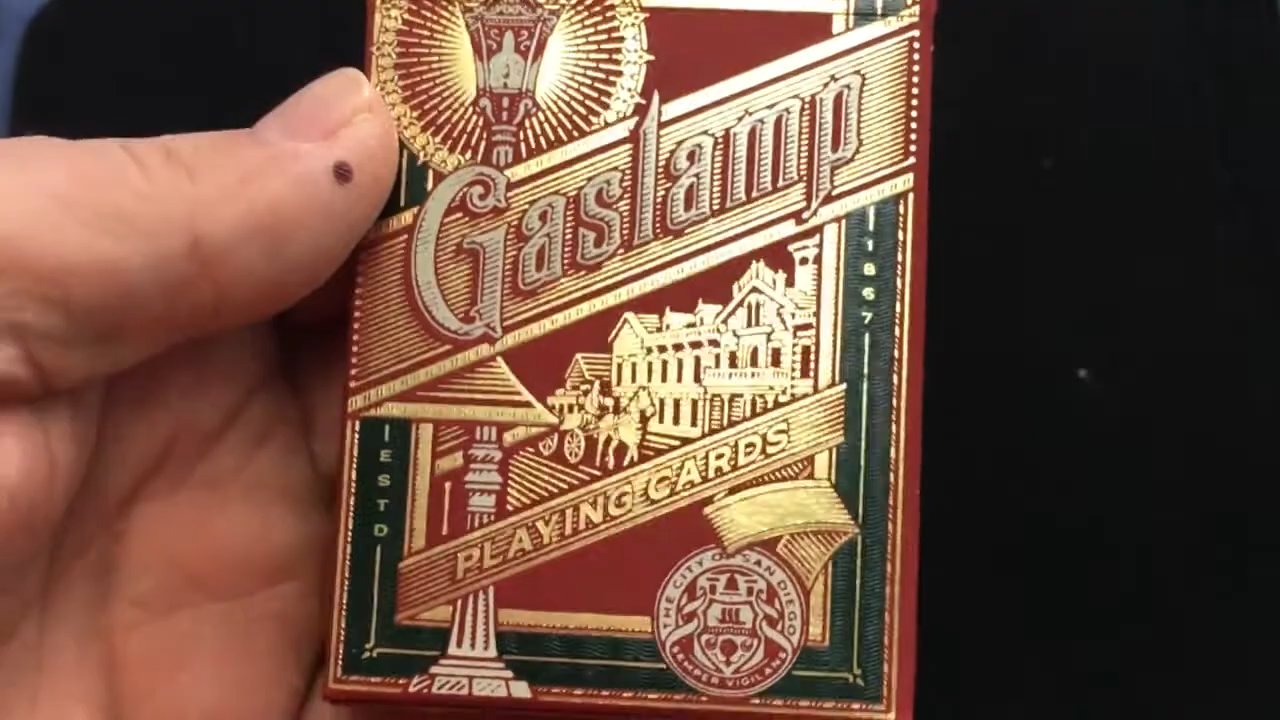 Gaslamp
1867
PLAYING CARDS
ESTD
THE CITY OF SAN DIEGO
SEMPER VIGILANS